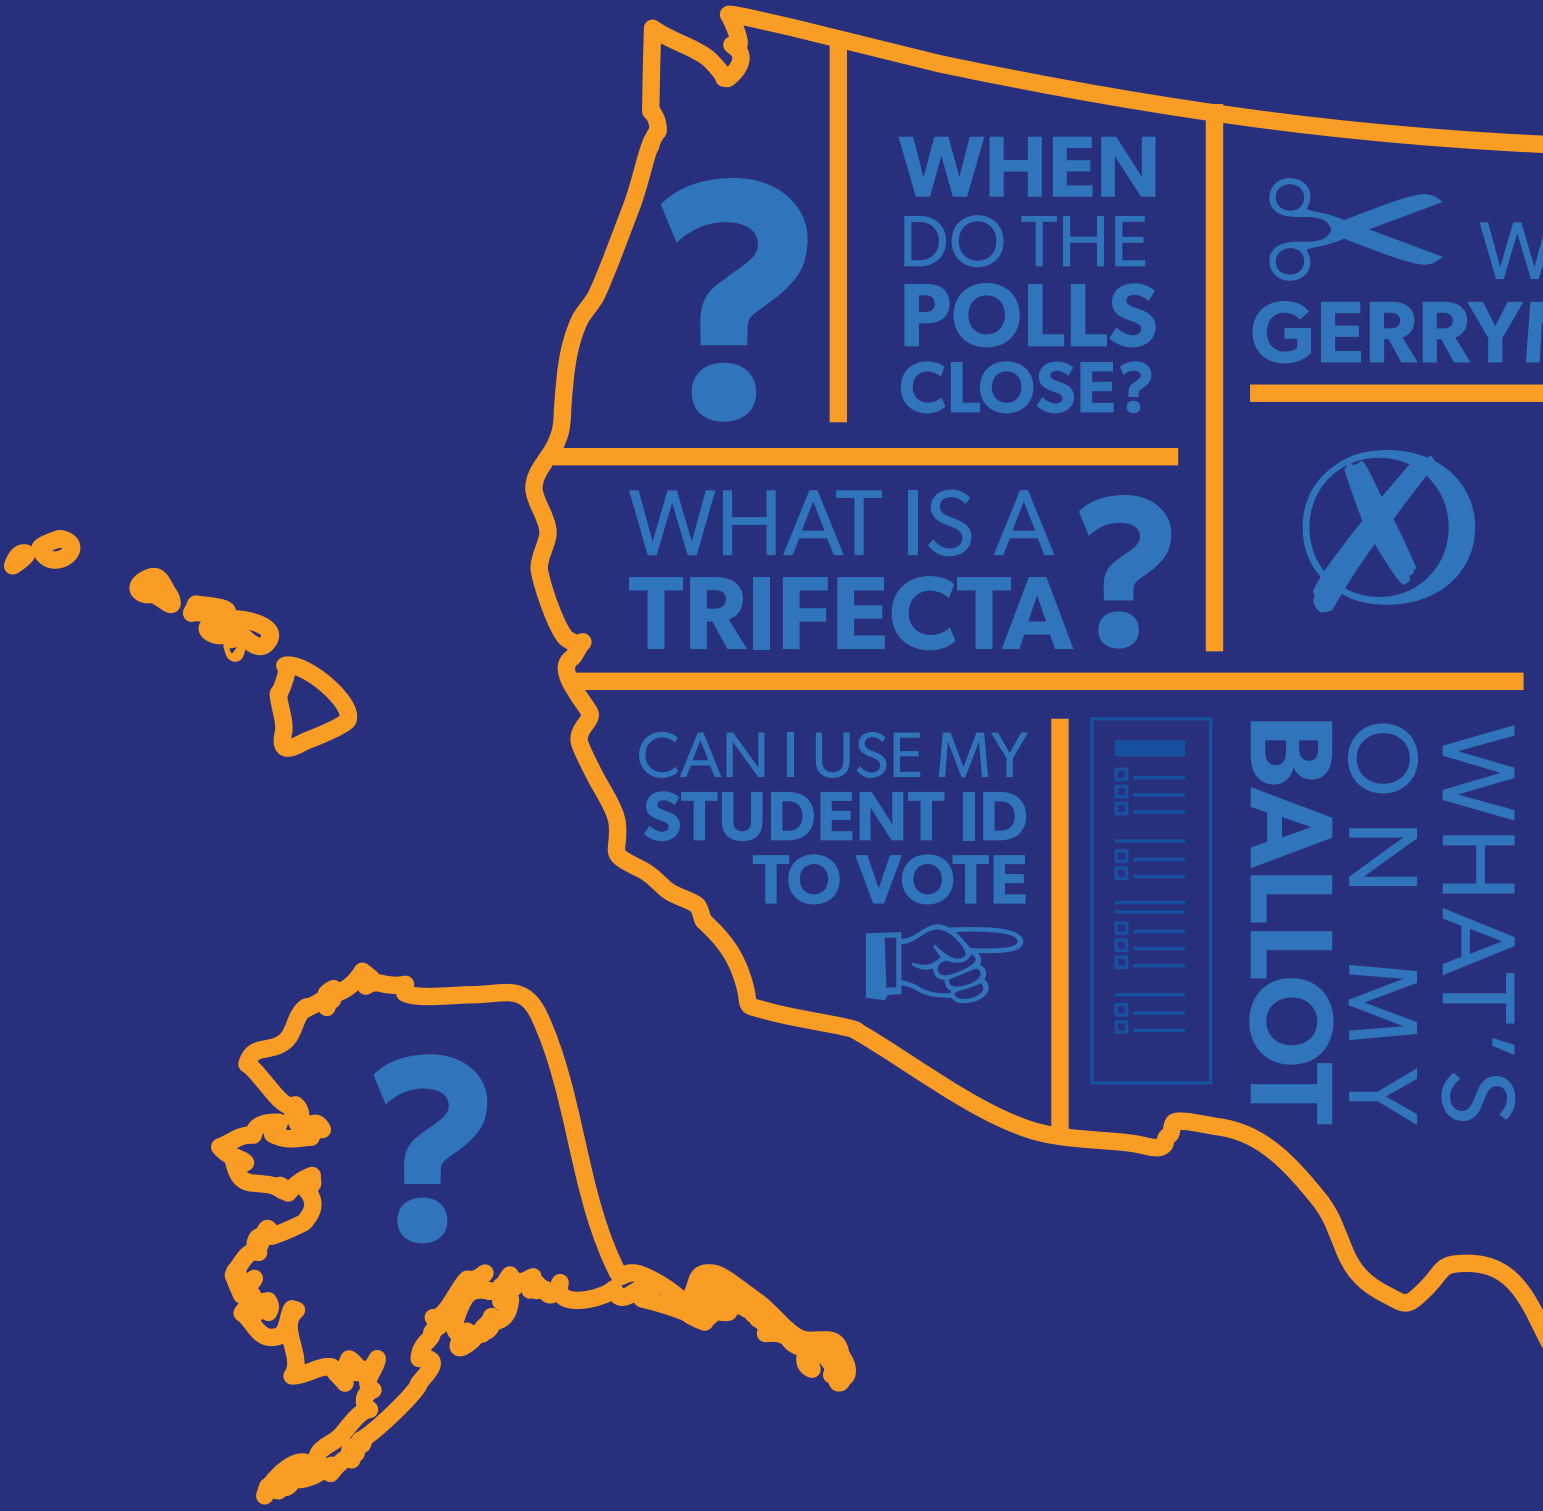 ?
WHEN
DO THE
POLLS
CLOSE?
GERRY
WHAT IS A
TRIFECTA?
CAN I USE MY
STUDENT ID
TO VOTE
WHAT'S
ON MY
BALLOT
?